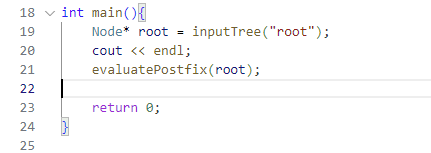 18 int main(){
19     Node* root = inputTree("root");
20     cout << endl;
21     evaluatePostfix(root);
22
23     return 0;
24 }
25